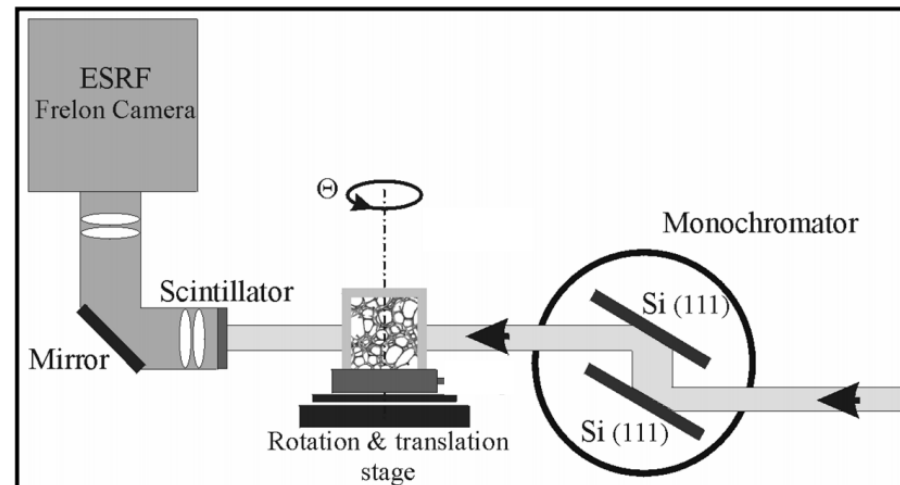 ESRF
Frelon Camera
Θ
Monochromator
Scintillator
Si (111)
Mirror
Si (111)
Rotation & translation
stage